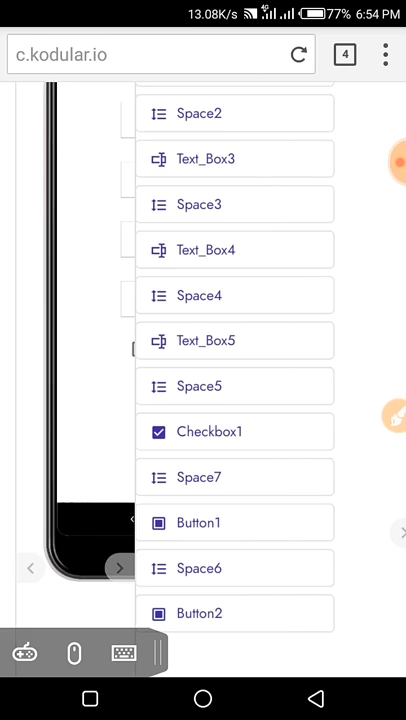 13.08K/s 4G 77% 6:54 PM
c.kodular.io 4
Space2
Text_Box3
Space3
Text_Box4
Space4
Text_Box5
Space5
Checkbox1
Space7
Button1
Space6
Button2